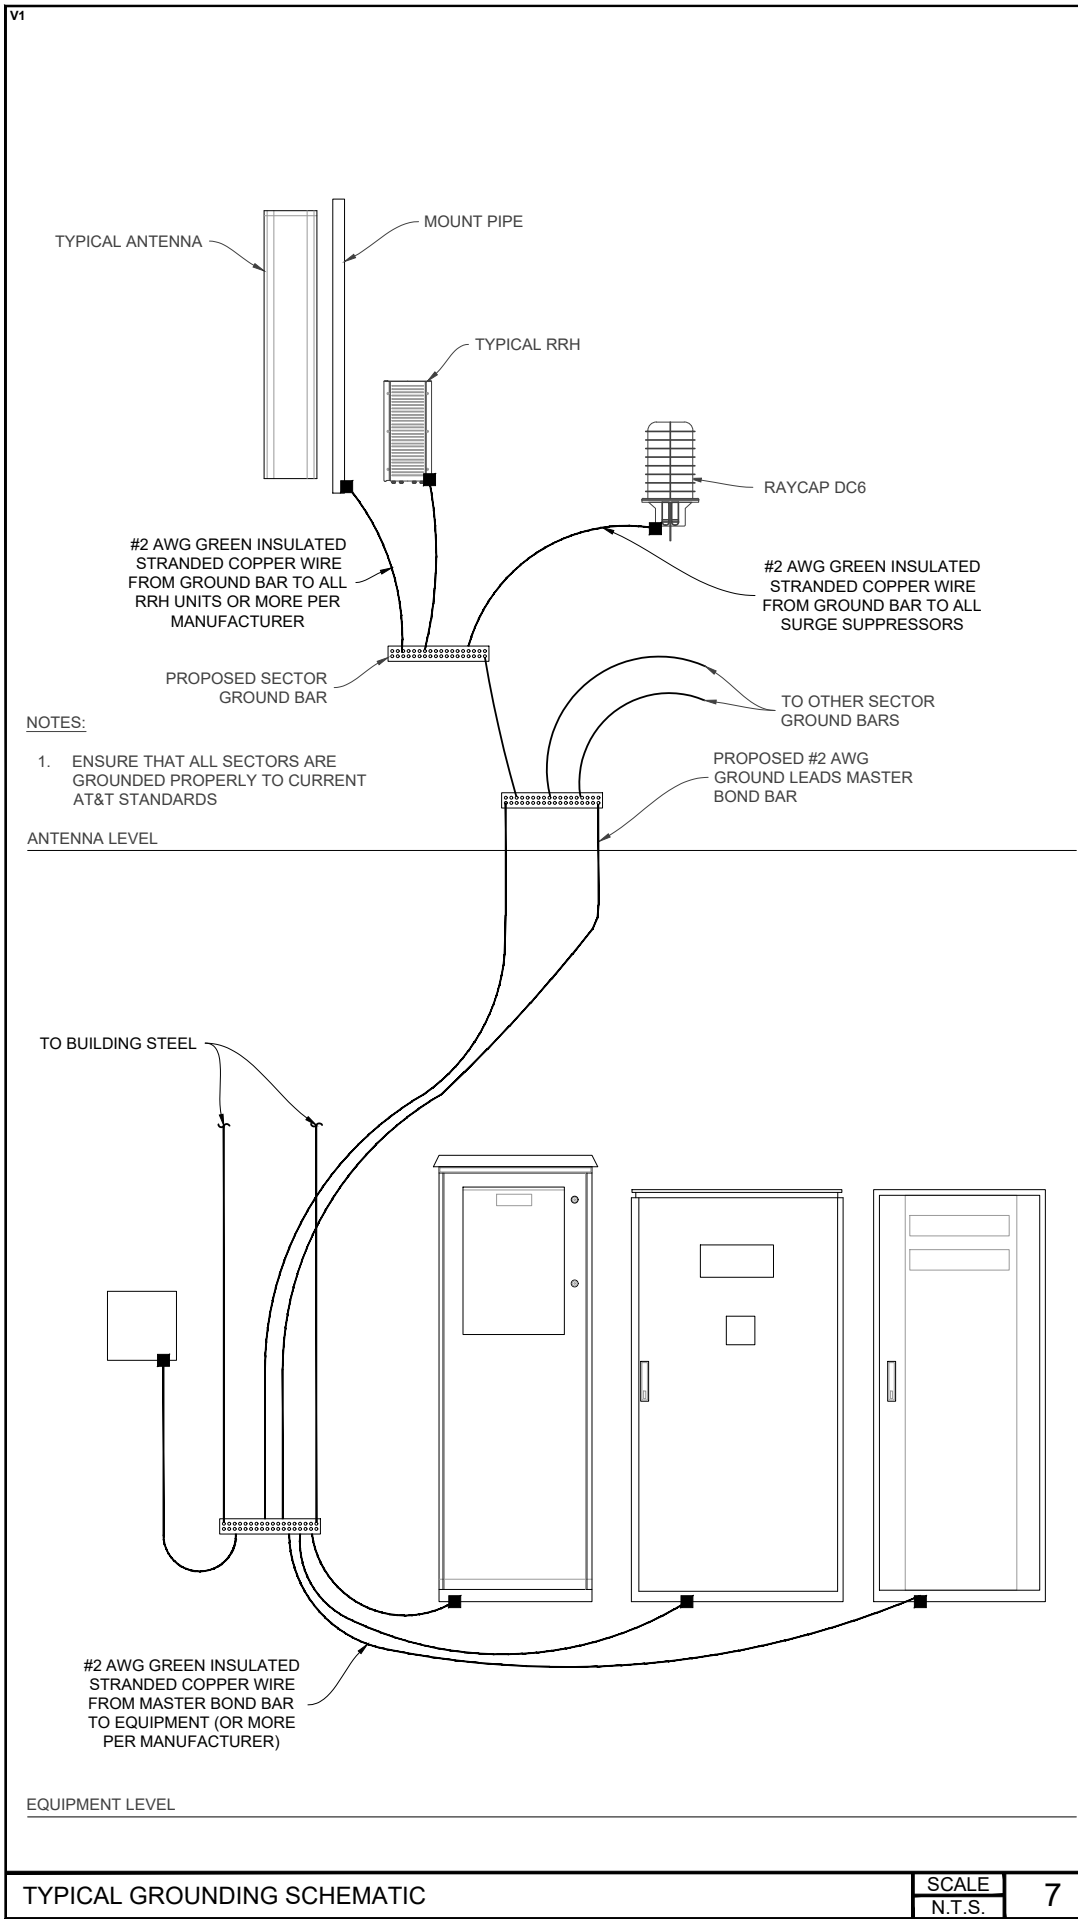 V1
MOUNT PIPE
TYPICAL ANTENNA
TYPICAL RRH
RAYCAP DC6
#2 AWG GREEN INSULATED
STRANDED COPPER WIRE
FROM GROUND BAR TO ALL
RRH UNITS OR MORE PER
MANUFACTURER
#2 AWG GREEN INSULATED
STRANDED COPPER WIRE
FROM GROUND BAR TO ALL
SURGE SUPPRESSORS
PROPOSED SECTOR
GROUND BAR
TO OTHER SECTOR
GROUND BARS
NOTES:
1. ENSURE THAT ALL SECTORS ARE
GROUNDED PROPERLY TO CURRENT
AT&T STANDARDS
PROPOSED #2 AWG
GROUND LEADS MASTER
BOND BAR
ANTENNA LEVEL
TO BUILDING STEEL
#2 AWG GREEN INSULATED
STRANDED COPPER WIRE
FROM MASTER BOND BAR
TO EQUIPMENT (OR MORE
PER MANUFACTURER)
EQUIPMENT LEVEL
TYPICAL GROUNDING SCHEMATIC
SCALE
N.T.S.
7